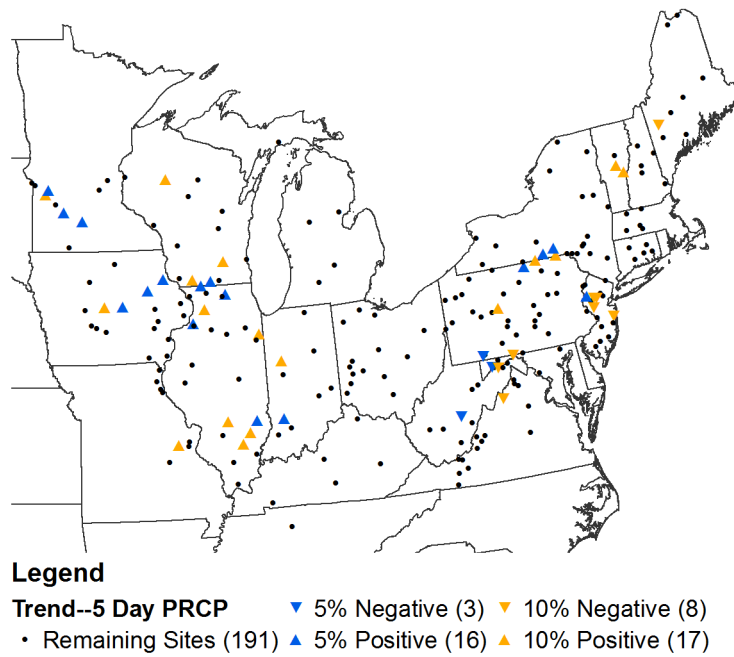 Legend
Trend--5 Day PRCP ▼ 5% Negative (3) ▼ 10% Negative (8)
• Remaining Sites (191) ▲ 5% Positive (16) ▲ 10% Positive (17)